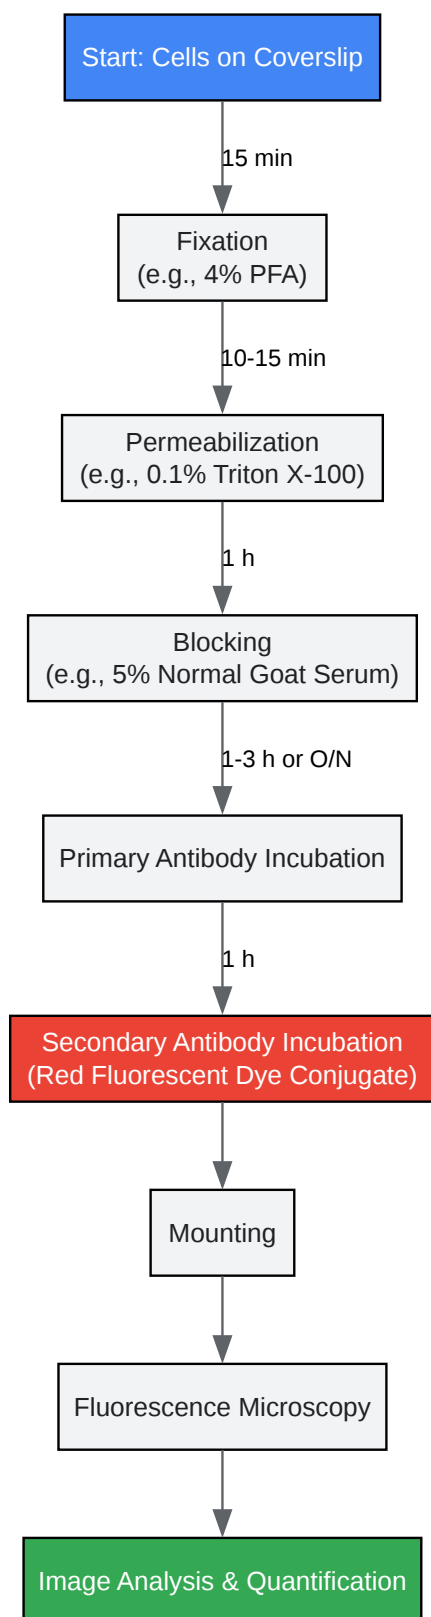 Start: Cells on Coverslip
15 min
Fixation
(e.g., 4% PFA)
10-15 min
Permeabilization
(e.g., 0.1% Triton X-100)
1 h
Blocking
(e.g., 5% Normal Goat Serum)
1-3 h or O/N
Primary Antibody Incubation
1 h
Secondary Antibody Incubation
(Red Fluorescent Dye Conjugate)
Mounting
Fluorescence Microscopy
Image Analysis & Quantification